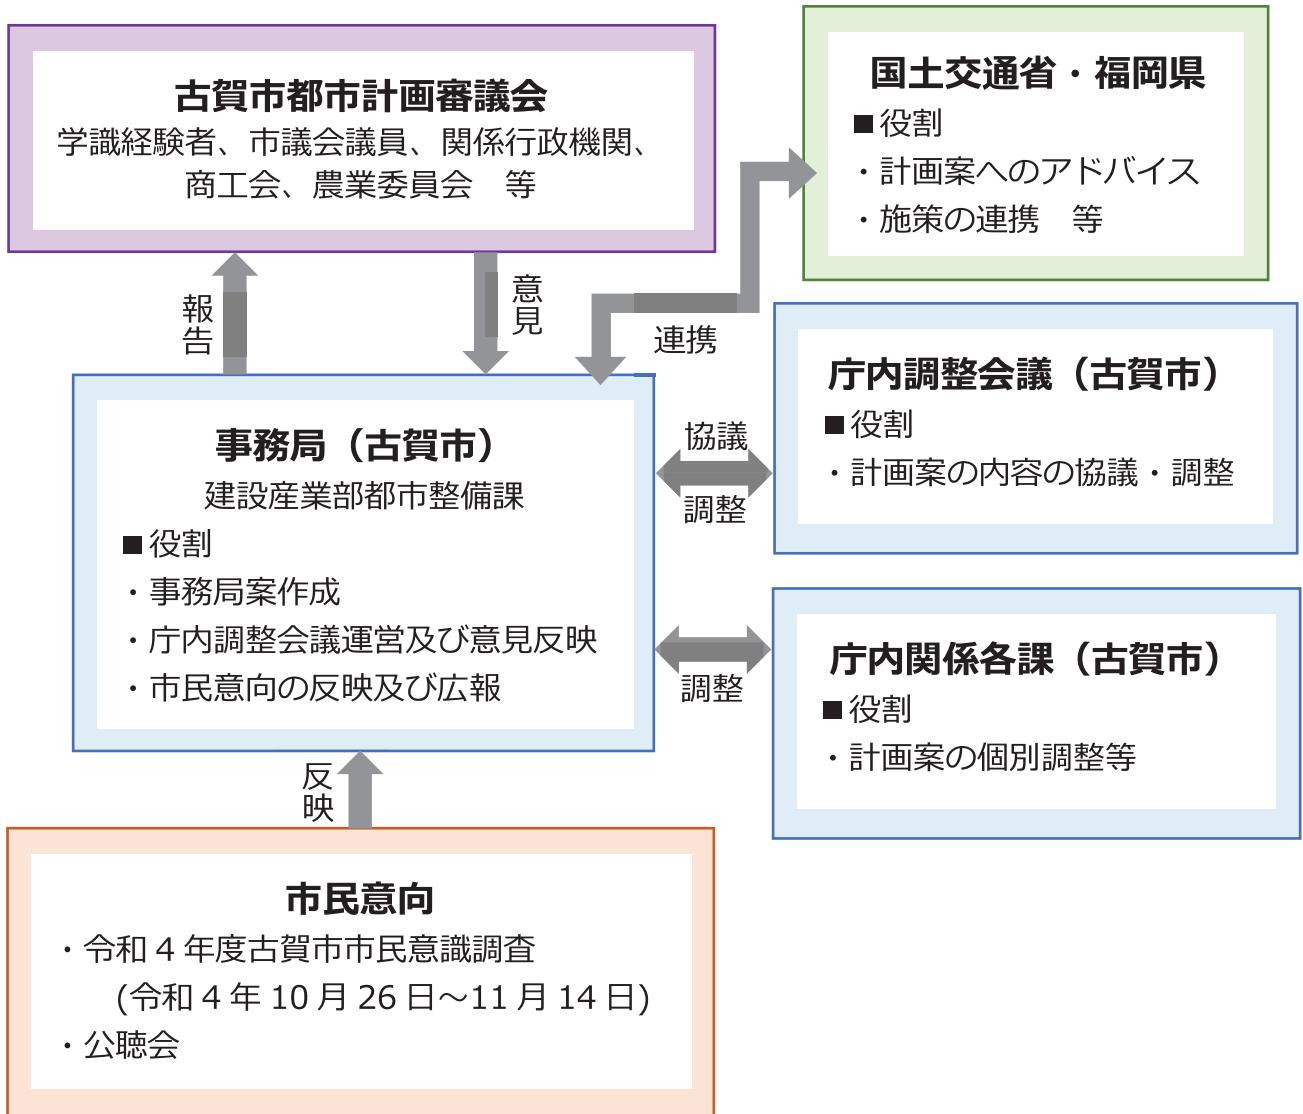 古賀市都市計画審議会
学識経験者、市議会議員、関係行政機関、
商工会、農業委員会　等
国土交通省・福岡県
■役割
・計画案へのアドバイス
・施策の連携　等
報告
意見
連携
事務局（古賀市）
建設産業部都市整備課
■役割
・事務局案作成
・庁内調整会議運営及び意見反映
・市民意向の反映及び広報
協議
調整
庁内調整会議（古賀市）
■役割
・計画案の内容の協議・調整
調整
庁内関係各課（古賀市）
■役割
・計画案の個別調整等
反映
市民意向
・令和４年度古賀市市民意識調査
(令和４年 10 月 26 日～11 月 14 日)
・公聴会